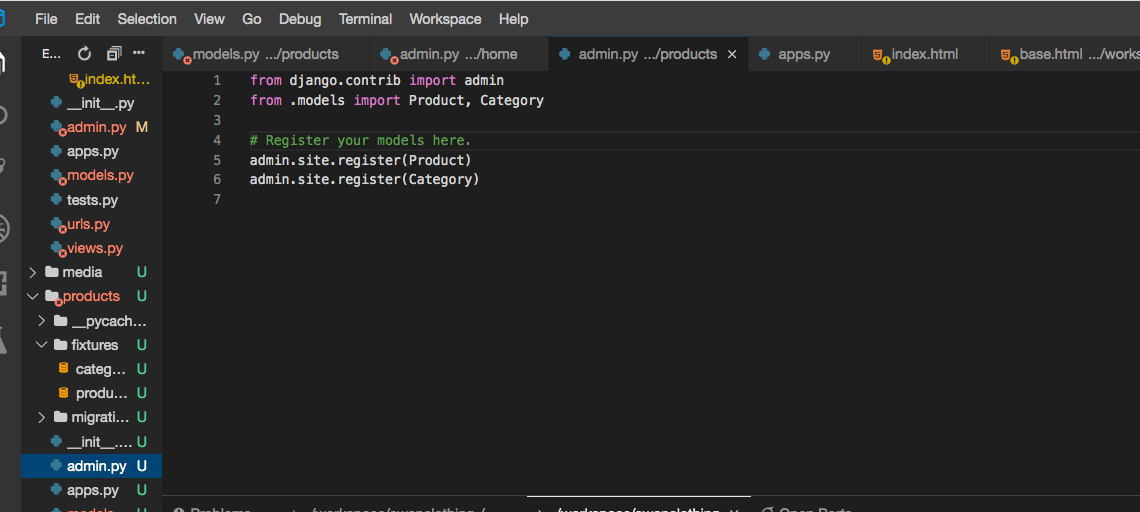 File Edit Selection View Go Debug Terminal Workspace Help
E... models.py .../products admin.py .../home admin.py .../products apps.py index.html base.html .../works
index.ht...
__init__.py
admin.py M
apps.py
models.py
tests.py
urls.py
views.py
media U
products U
__pycach...
fixtures U
categ... U
produ... U
migrati... U
__init__.... U
admin.py U
apps.py U
1 from django.contrib import admin
2 from .models import Product, Category
3
4 # Register your models here.
5 admin.site.register(Product)
6 admin.site.register(Category)
7
Problems Open Ports